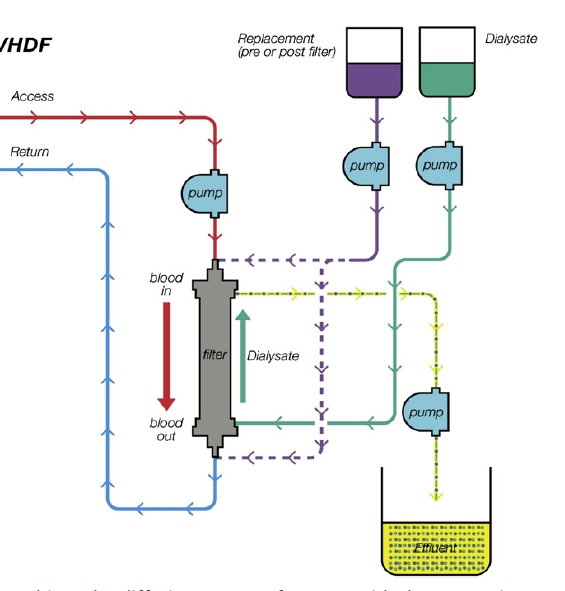 VHDF
Replacement
(pre or post filter)
Dialysate
Access
Return
pump
pump
pump
blood
in
filter
Dialysate
blood
out
pump
Effluent